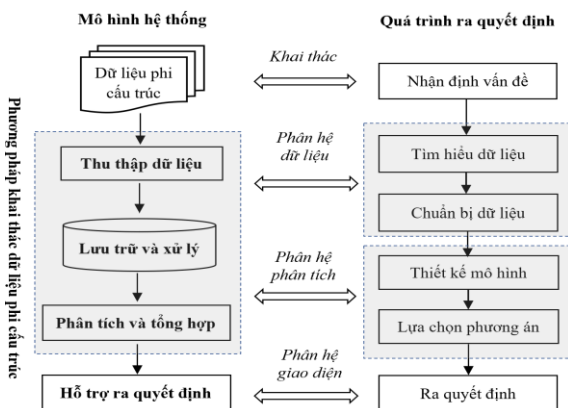 Mô hình hệ thống
Quá trình ra quyết định
Phương pháp khai thác dữ liệu phi cấu trúc
Dữ liệu phi
cấu trúc
Khai thác
Nhận định vấn đề
Thu thập dữ liệu
Phân hệ
dữ liệu
Tìm hiểu dữ liệu
Chuẩn bị dữ liệu
Lưu trữ và xử lý
Phân hệ
phân tích
Thiết kế mô hình
Phân tích và tổng hợp
Lựa chọn phương án
Hỗ trợ ra quyết định
Phân hệ
giao diện
Ra quyết định